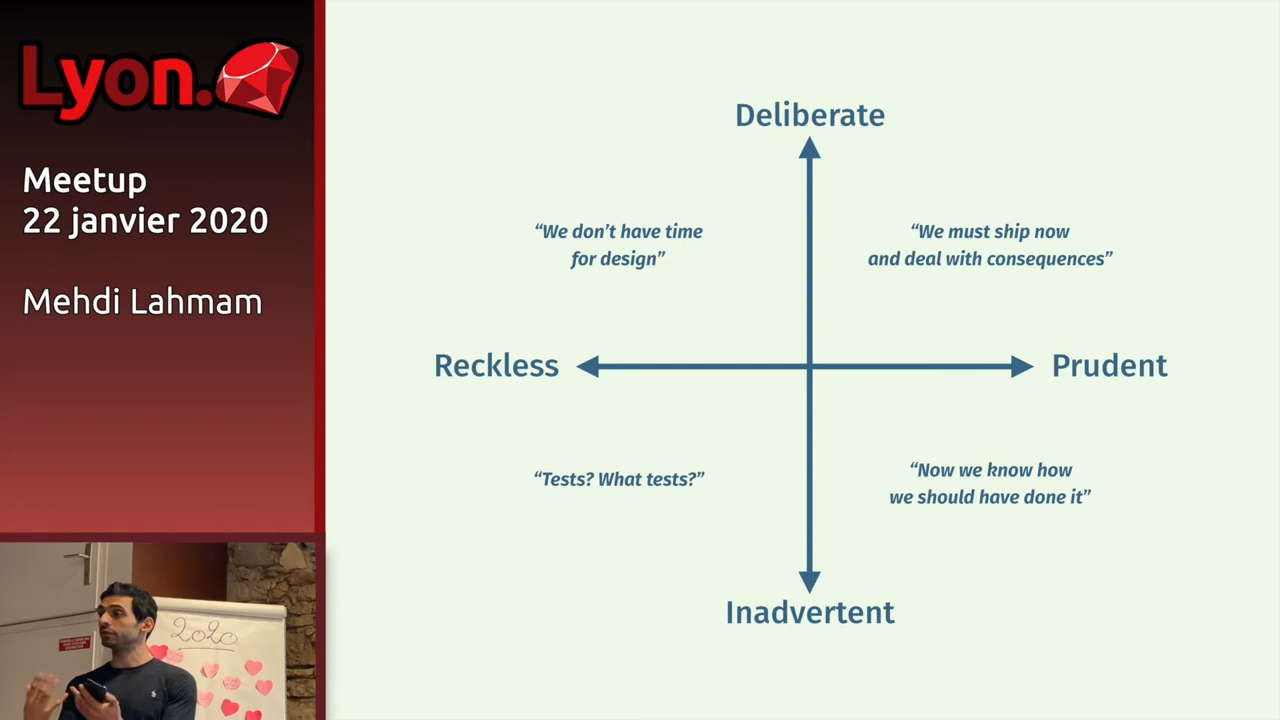 Lyon.
Meetup
22 janvier 2020
Mehdi Lahmam
Deliberate
“We don’t have time
for design”
“We must ship now
and deal with consequences”
Reckless
Prudent
“Tests? What tests?”
“Now we know how
we should have done it”
Inadvertent
2020